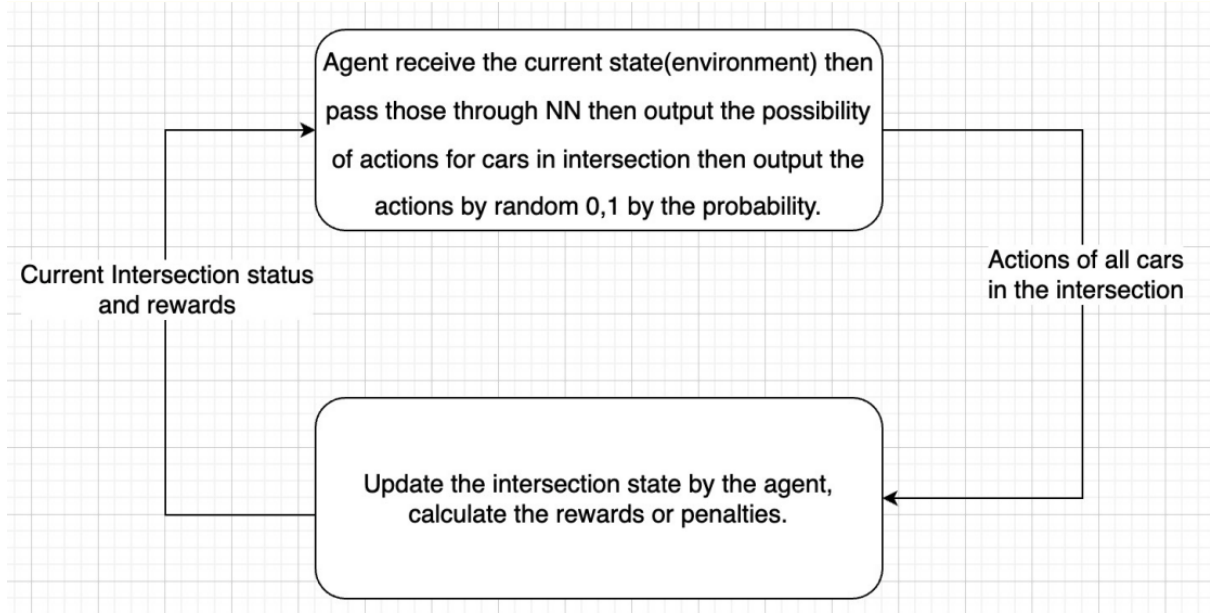 Agent receive the current state(environment) then
pass those through NN then output the possibility
of actions for cars in intersection then output the
actions by random 0,1 by the probability.
Current Intersection status
and rewards
Actions of all cars
in the intersection
Update the intersection state by the agent,
calculate the rewards or penalties.